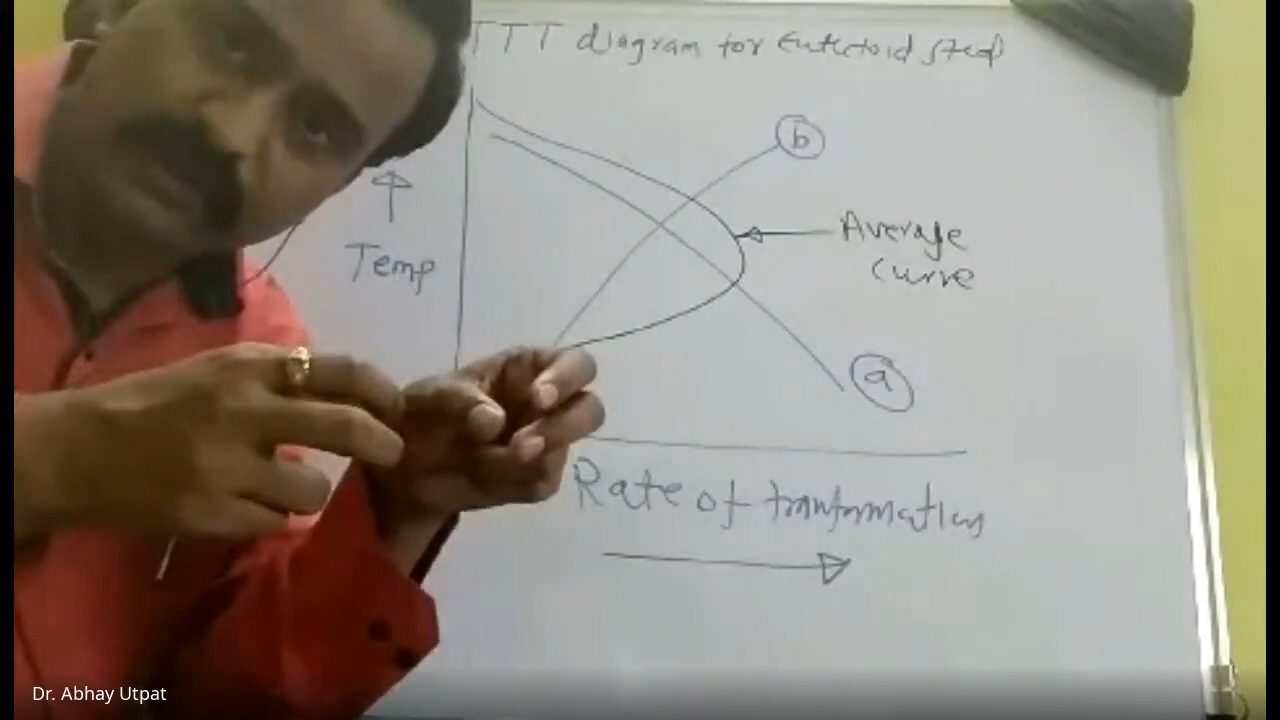 TTT diagram for Eutectoid steel
b
Average
curve
Temp
a
Rate of tranformation
Dr. Abhay Utpat